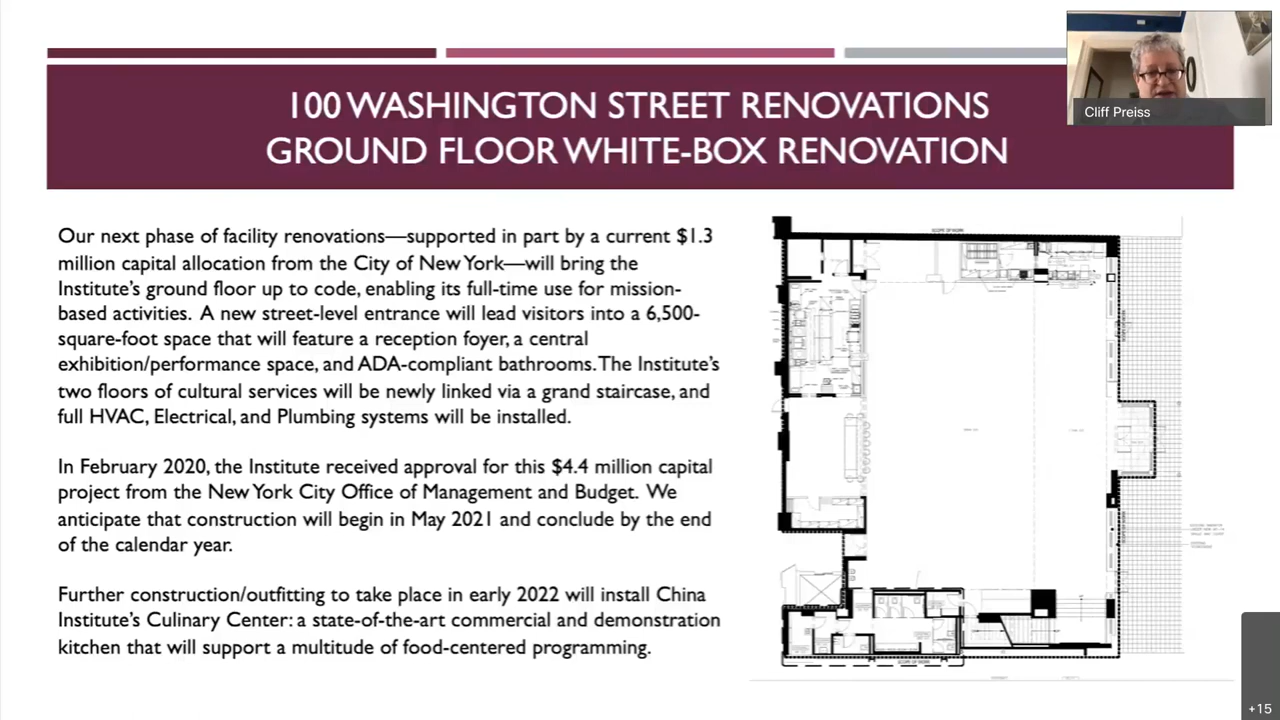 100 WASHINGTON STREET RENOVATIONS
GROUND FLOOR WHITE-BOX RENOVATION
Cliff Preiss
Our next phase of facility renovations—supported in part by a current $1.3
million capital allocation from the City of New York—will bring the
Institute's ground floor up to code, enabling its full-time use for mission-
based activities. A new street-level entrance will lead visitors into a 6,500-
square-foot space that will feature a reception foyer, a central
exhibition/performance space, and ADA-compliant bathrooms. The Institute's
two floors of cultural services will be newly linked via a grand staircase, and
full HVAC, Electrical, and Plumbing systems will be installed.
In February 2020, the Institute received approval for this $4.4 million capital
project from the New York City Office of Management and Budget. We
anticipate that construction will begin in May 2021 and conclude by the end
of the calendar year.
Further construction/outfitting to take place in early 2022 will install China
Institute's Culinary Center: a state-of-the-art commercial and demonstration
kitchen that will support a multitude of food-centered programming.
SCOPE OF WORK
SCOPE OF WORK
+15